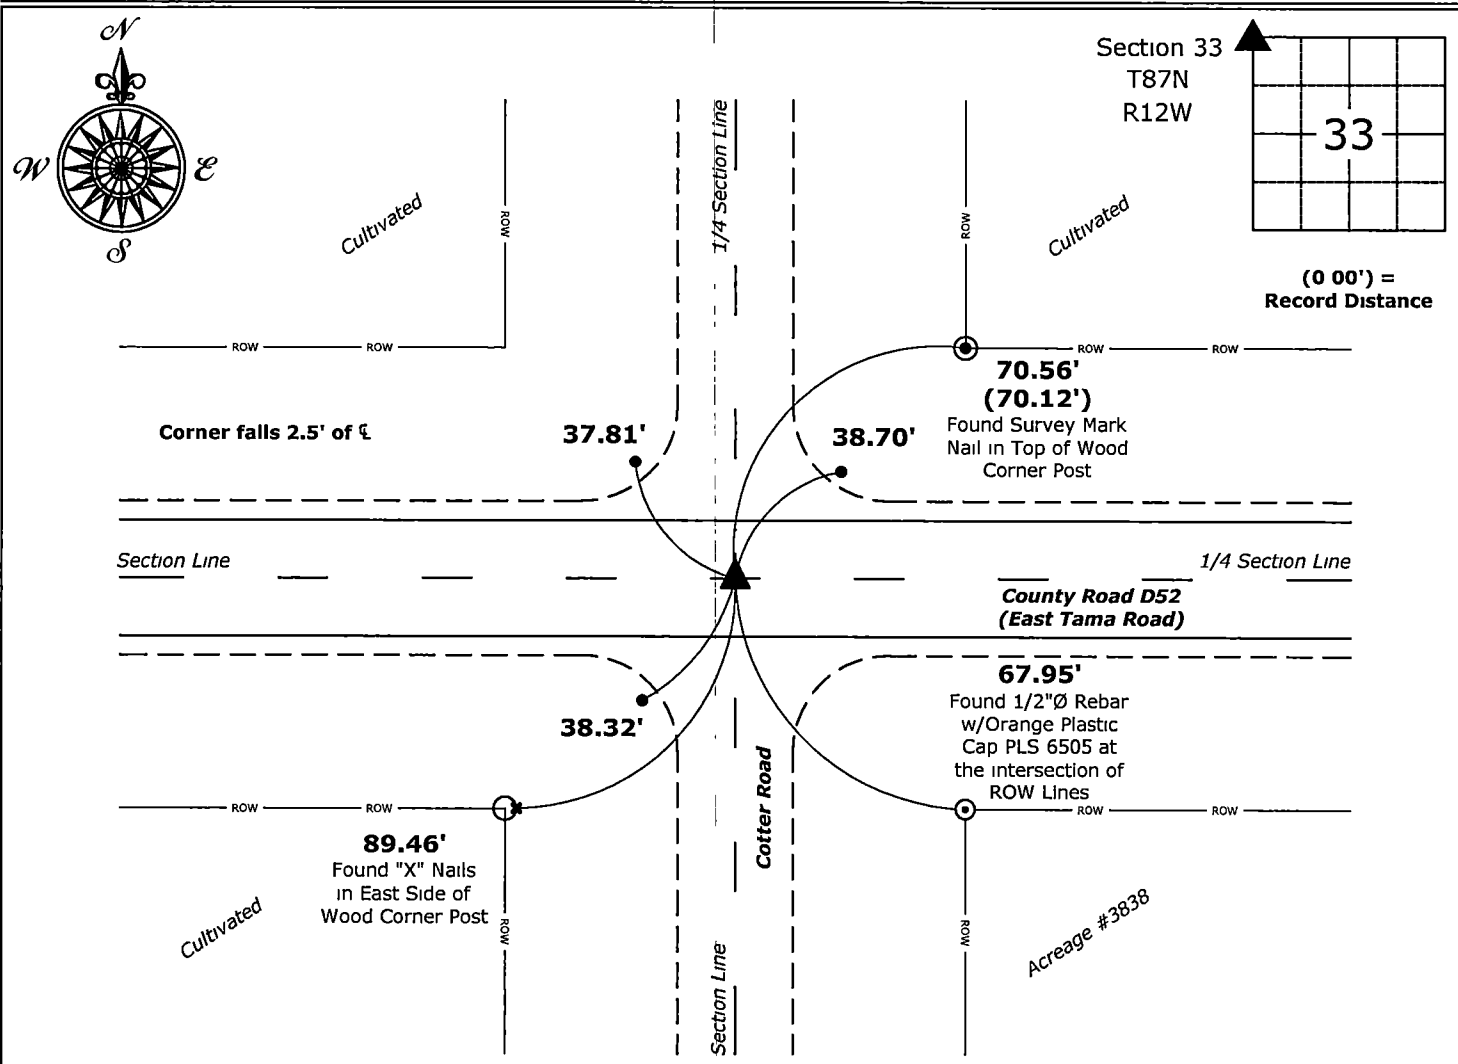 N
W
E
S
Section 33
T87N
R12W
33
(0 00') =
Record Distance
Cultivated
ROW
1/4 Section Line
ROW
Cultivated
ROW
ROW
ROW
ROW
70.56'
(70.12')
Found Survey Mark
Nail in Top of Wood
Corner Post
Corner falls 2.5' of ℄
37.81'
38.70'
Section Line
1/4 Section Line
County Road D52
(East Tama Road)
67.95'
Found 1/2"Ø Rebar
w/Orange Plastic
Cap PLS 6505 at
the intersection of
ROW Lines
38.32'
Cotter Road
ROW
ROW
ROW
ROW
89.46'
Found "X" Nails
in East Side of
Wood Corner Post
Cultivated
ROW
Section Line
ROW
Acreage #3838